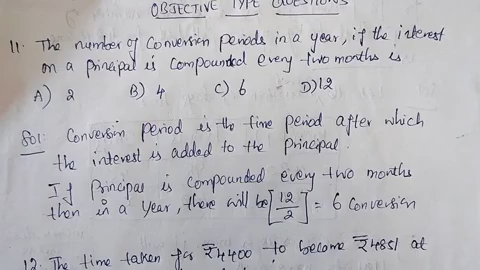 OBJECTIVE TYPE QUESTIONS
11. The number of conversion periods in a year, if the interest
on a principal is compounded every two months is
A) 2 B) 4 C) 6 D) 12
Sol: Conversion period is the time period after which
the interest is added to the principal.
If principal is compounded every two months
then in a year, there will be [12/2] = 6 conversion
12. The time taken for ₹4400 to become ₹4851 at